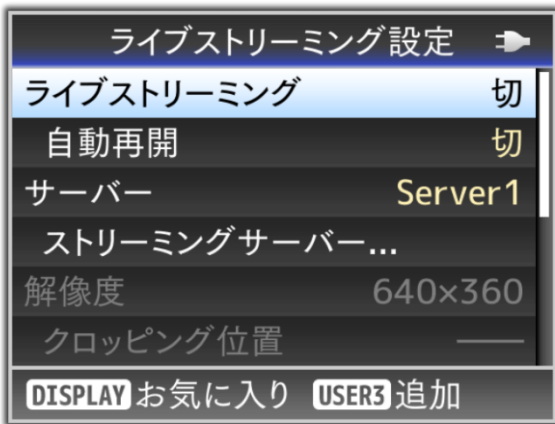 ライブストリーミング設定
ライブストリーミング 切
自動再開 切
サーバー Server1
ストリーミングサーバー...
解像度 640×360
クロッピング位置 ——
DISPLAY お気に入り USER3 追加